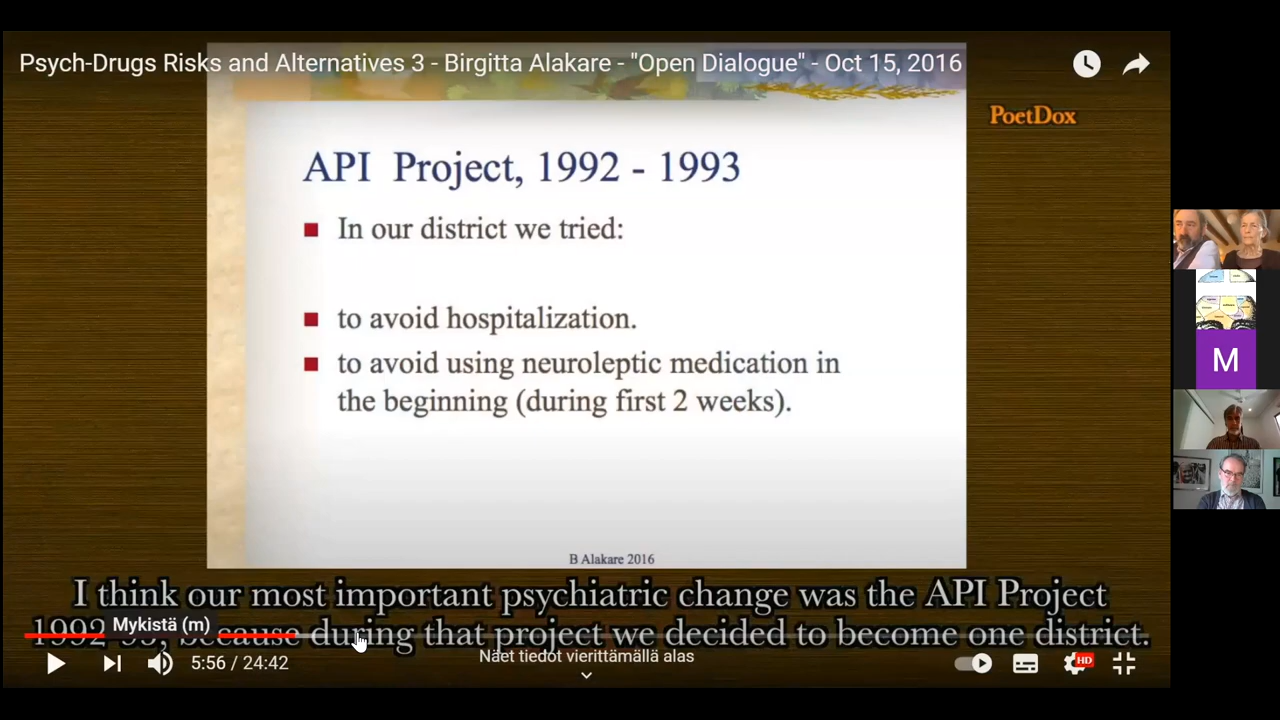 Psych-Drugs Risks and Alternatives 3 - Birgitta Alakare - "Open Dialogue" - Oct 15, 2016
PoetDox
API Project, 1992 - 1993
In our district we tried:
to avoid hospitalization.
to avoid using neuroleptic medication in
the beginning (during first 2 weeks).
B Alakare 2016
I think our most important psychiatric change was the API Project
1992-93, because during that project we decided to become one district.
Mykistä (m)
5:56 / 24:42
Näet tiedot vierittämällä alas
HD
M